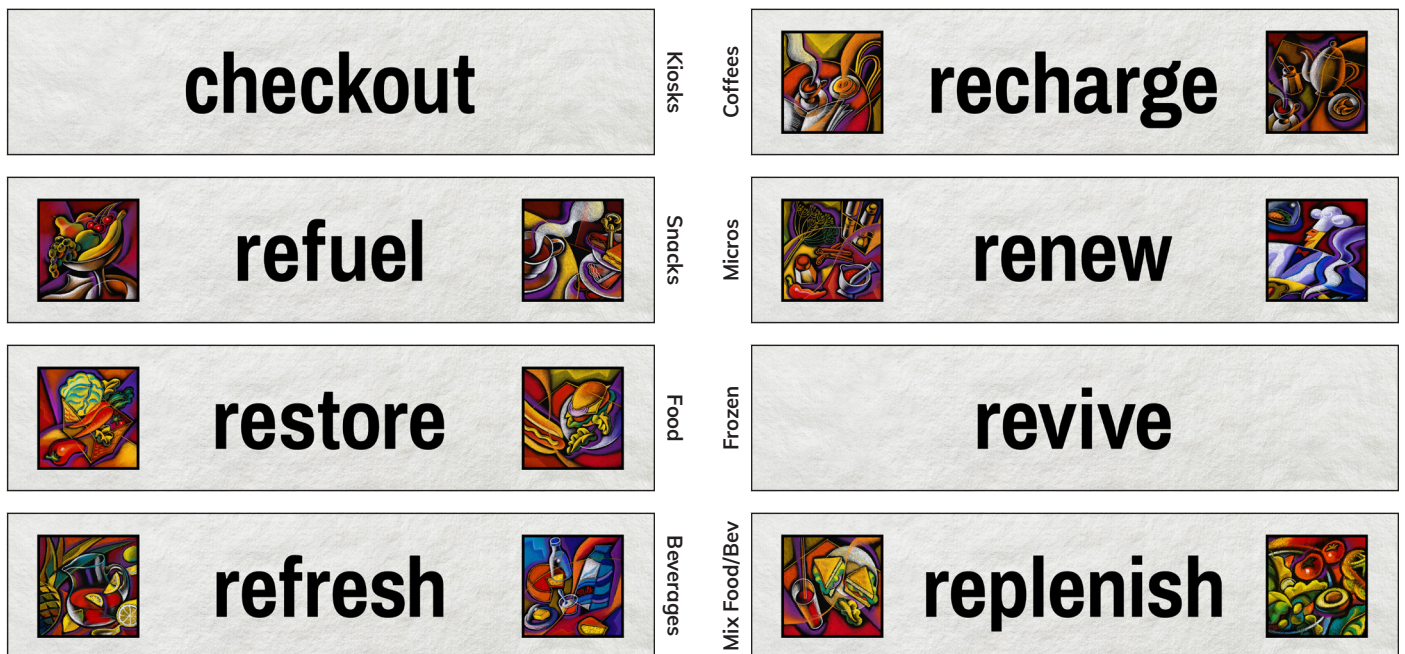 checkout
Kiosks
Coffees
recharge
refuel
Snacks
Micros
renew
restore
Food
Frozen
revive
refresh
Beverages
Mix Food/Bev
replenish